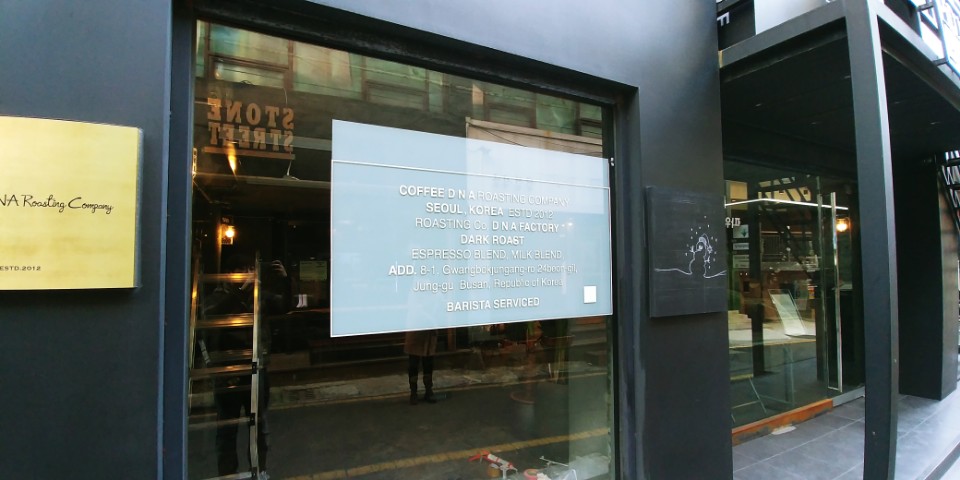 NA Roasting Company
ESTD.2012
STONE
STREET
COFFEE D N A ROASTING COMPANY
SEOUL, KOREA ESTD 2012
ROASTING Co. D N A FACTORY
DARK ROAST
ESPRESSO BLEND, MILK BLEND
ADD. 8-1, Gwangbokjungang-ro 24beon-gil,
Jung-gu, Busan, Republic of Korea
BARISTA SERVICED